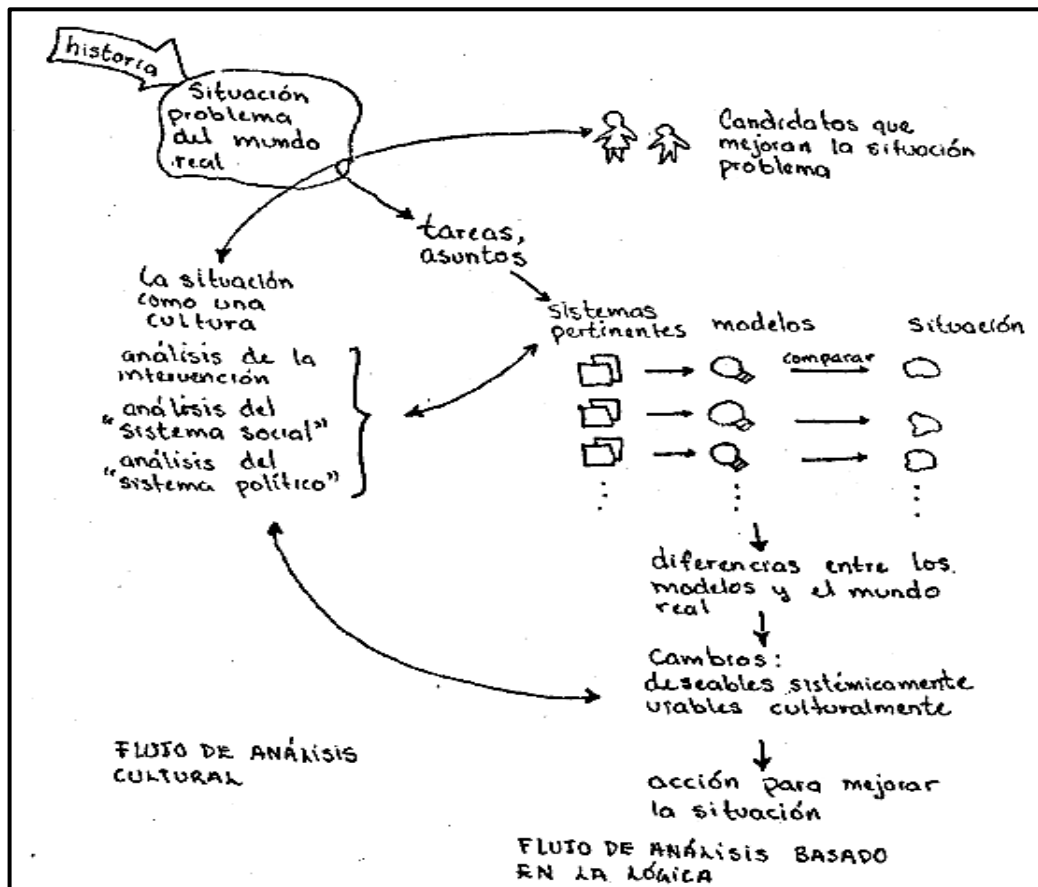 historia
Situación
problema
del mundo
real
Candidatos que
mejoran la situación
problema
tareas,
asuntos
La situación
como una
cultura
análisis de la
intervención
análisis del
"sistema social"
análisis del
"sistema político"
sistemas
pertinentes
modelos
situación
comparar
diferencias entre los
modelos y el mundo
real
Cambios:
deseables sistémicamente
viables culturalmente
acción para mejorar
la situación
FLUJO DE ANÁLISIS
CULTURAL
FLUJO DE ANÁLISIS BASADO
EN LA LÓGICA